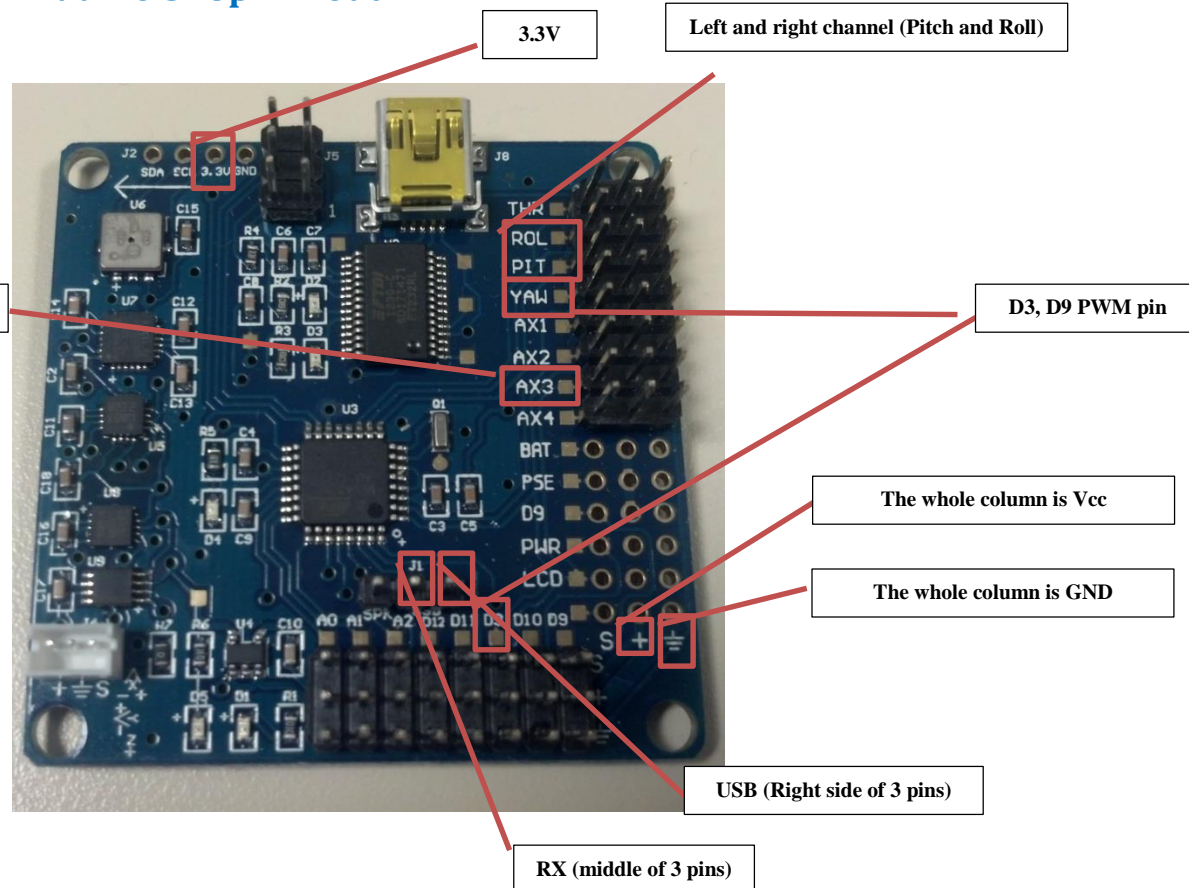 3.3V
Left and right channel (Pitch and Roll)
J2
SDA
SCL
3.3V
GND
J5
1
J8
U6
C15
R4
C6
C7
THR
ROL
PIT
YAW
AX1
AX2
AX3
AX4
BAT
PSE
D9
PWR
LCD
C14
U7
C12
C8
R2
D2
FTDI
R3
D3
C2
C13
D3, D9 PWM pin
C11
U5
U3
Q1
R5
C4
C18
U8
D4
C9
C3
C5
C16
U9
C17
J1
The whole column is Vcc
The whole column is GND
SPK
A0
A1
A2
D12
D11
D10
D9
S + ⏚
R6
U4
C10
+ ⏚ S
D5
D1
R1
USB (Right side of 3 pins)
RX (middle of 3 pins)